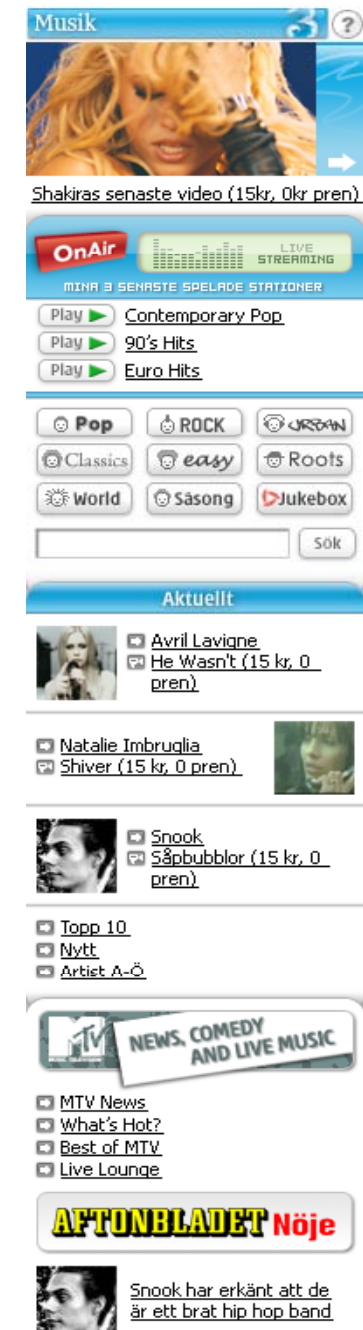 Musik 3 ?
Shakiras senaste video (15kr, 0kr pren)
OnAir LIVE STREAMING
MINA 3 SENASTE SPELADE STATIONER
Play Contemporary Pop
Play 90's Hits
Play Euro Hits
Pop ROCK URBAN
Classics easy Roots
World Säsong Jukebox
Sök
Aktuellt
Avril Lavigne
He Wasn't (15 kr, 0
pren)
Natalie Imbruglia
Shiver (15 kr, 0 pren)
Snook
Såpbubblor (15 kr, 0
pren)
Topp 10
Nytt
Artist A-Ö
MTV MUSIC TELEVISION NEWS, COMEDY
AND LIVE MUSIC
MTV News
What's Hot?
Best of MTV
Live Lounge
AFTONBLADET Nöje
Snook har erkänt att de
är ett brat hip hop band